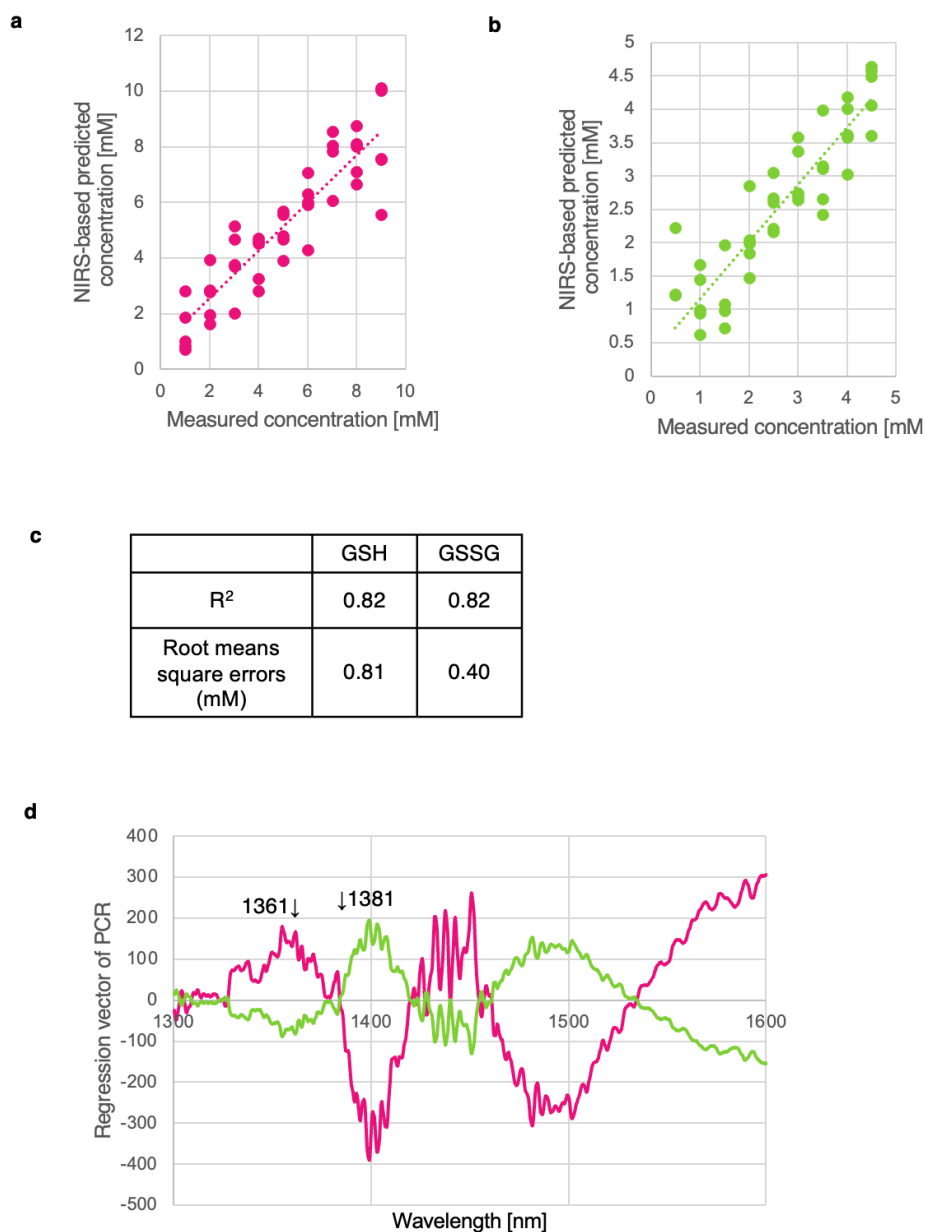 a
12
10
8
6
4
2
0
NIRS-based predicted
concentration [mM]
0 2 4 6 8 10
Measured concentration [mM]
b
5
4.5
4
3.5
3
2.5
2
1.5
1
0.5
0
NIRS-based predicted
concentration [mM]
0 1 2 3 4 5
Measured concentration [mM
c
GSH GSSG
R² 0.82 0.82
Root means
square errors
(mM)
0.81 0.40
d
400
300
200
100
0
-100
-200
-300
-400
-500
Regression vector of PCR
1361↓ ↓1381
1300 1400 1500 1600
Wavelength [nm]